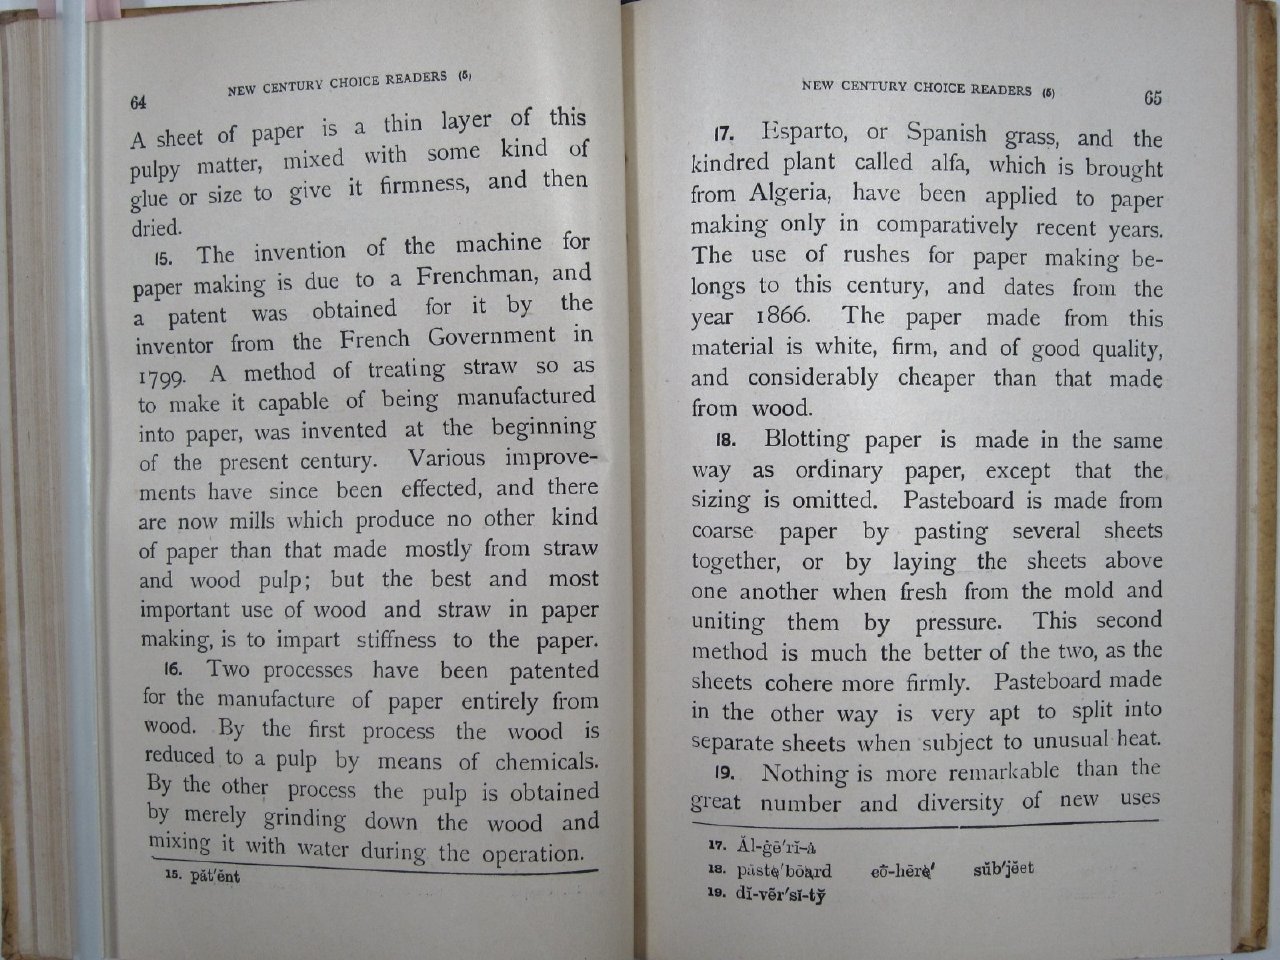 64
NEW CENTURY CHOICE READERS (5)
A sheet of paper is a thin layer of this
pulpy matter, mixed with some kind of
glue or size to give it firmness, and then
dried.
15. The invention of the machine for
paper making is due to a Frenchman, and
a patent was obtained for it by the
inventor from the French Government in
1799. A method of treating straw so as
to make it capable of being manufactured
into paper, was invented at the beginning
of the present century. Various improve-
ments have since been effected, and there
are now mills which produce no other kind
of paper than that made mostly from straw
and wood pulp; but the best and most
important use of wood and straw in paper
making, is to impart stiffness to the paper.
16. Two processes have been patented
for the manufacture of paper entirely from
wood. By the first process the wood is
reduced to a pulp by means of chemicals.
By the other process the pulp is obtained
by merely grinding down the wood and
mixing it with water during the operation.
15. păt′ĕnt
NEW CENTURY CHOICE READERS (5)
65
17. Esparto, or Spanish grass, and the
kindred plant called alfa, which is brought
from Algeria, have been applied to paper
making only in comparatively recent years.
The use of rushes for paper making be-
longs to this century, and dates from the
year 1866. The paper made from this
material is white, firm, and of good quality,
and considerably cheaper than that made
from wood.
18. Blotting paper is made in the same
way as ordinary paper, except that the
sizing is omitted. Pasteboard is made from
coarse paper by pasting several sheets
together, or by laying the sheets above
one another when fresh from the mold and
uniting them by pressure. This second
method is much the better of the two, as the
sheets cohere more firmly. Pasteboard made
in the other way is very apt to split into
separate sheets when subject to unusual heat.
19. Nothing is more remarkable than the
great number and diversity of new uses
17. Ăl-ġē′rĭ-ȧ
18. pāste̸′bōa̸rd eō-hēre̸′ sŭb′jĕet
19. dĭ-vẽr′sĭ-ty̆